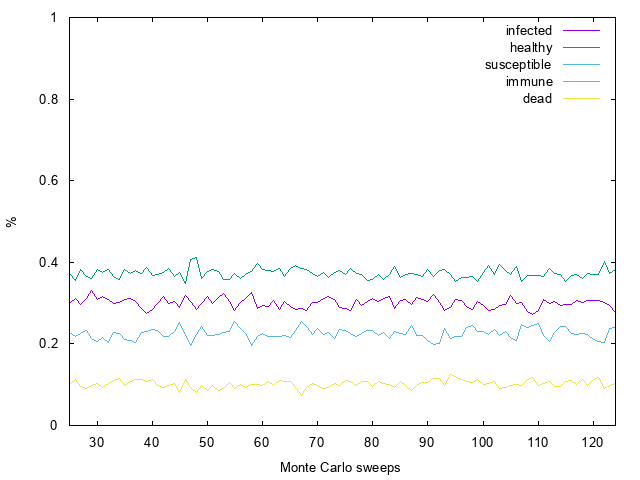 1
0.8
0.6
0.4
0.2
0
%
30 40 50 60 70 80 90 100 110 120
Monte Carlo sweeps
infected
healthy
susceptible
immune
dead